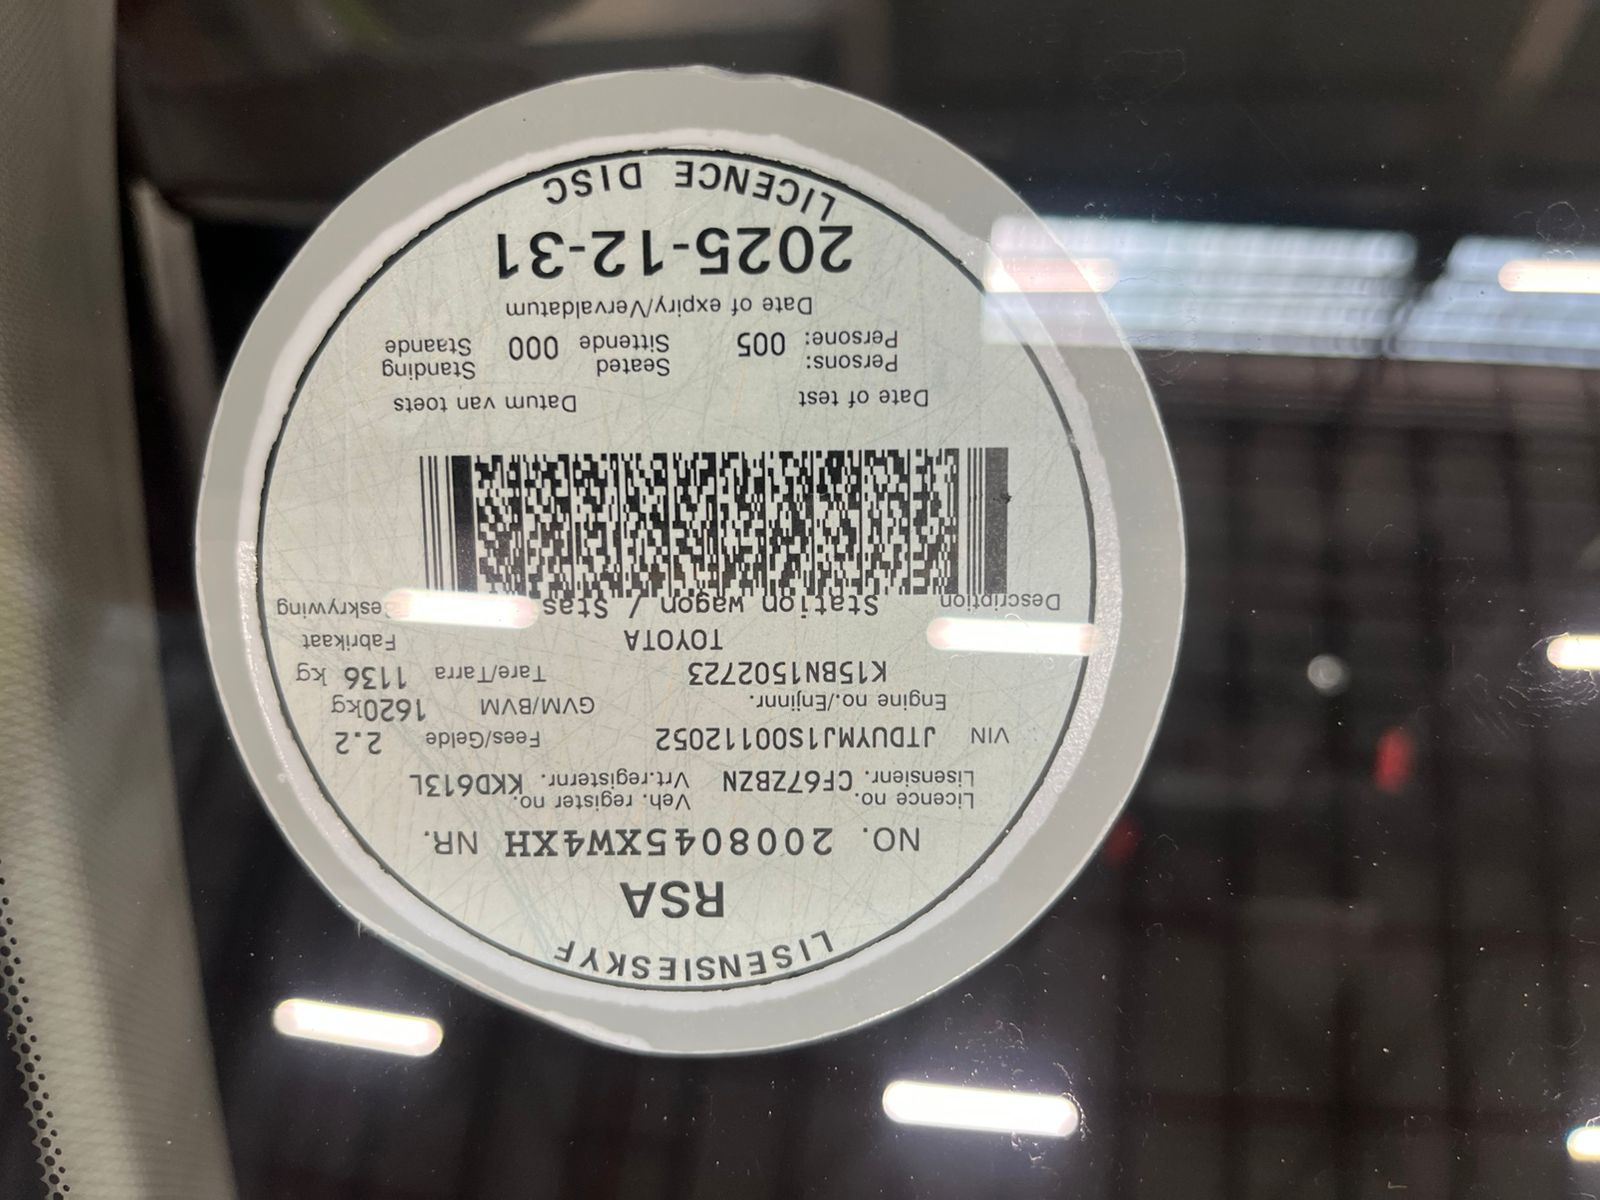 LISENSIESKYF
RSA
NO. 2008045XW4XH NR.
Licence no. Veh. register no.
Lisensienr. CF67ZBZN Vrt.registernr. KKD613L
VIN JTDUYMJ1S00112052 Fees/Gelde 2.2
Engine no./Enjinnr. GVM/BVM 1620kg
K15BN1502723 Tare/Tarra 1136 kg
TOYOTA Fabrikaat
Description Station wagon / Stas
Date of test Datum van toets
Persons: Seated Standing
Persone: 005 Sittende 000 Staande
Date of expiry/Vervaldatum
2025-12-31
LICENCE DISC